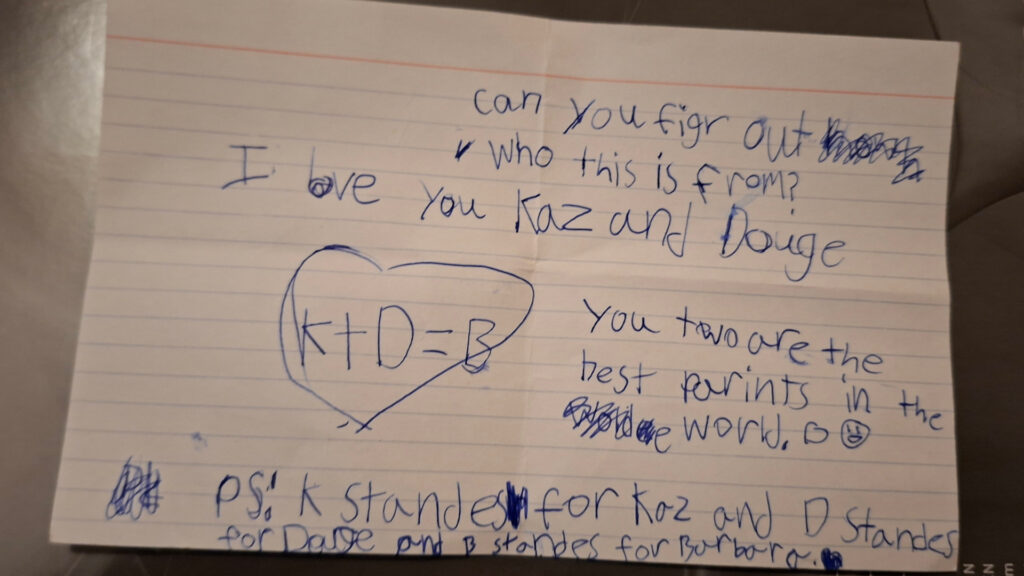 can you figr out
who this is from?
I love you Kaz and Douge
K+D=B
You two are the
best parints in the
world.
PS! K standes for Kaz and D standes
for Douge and B standes for Barbara.